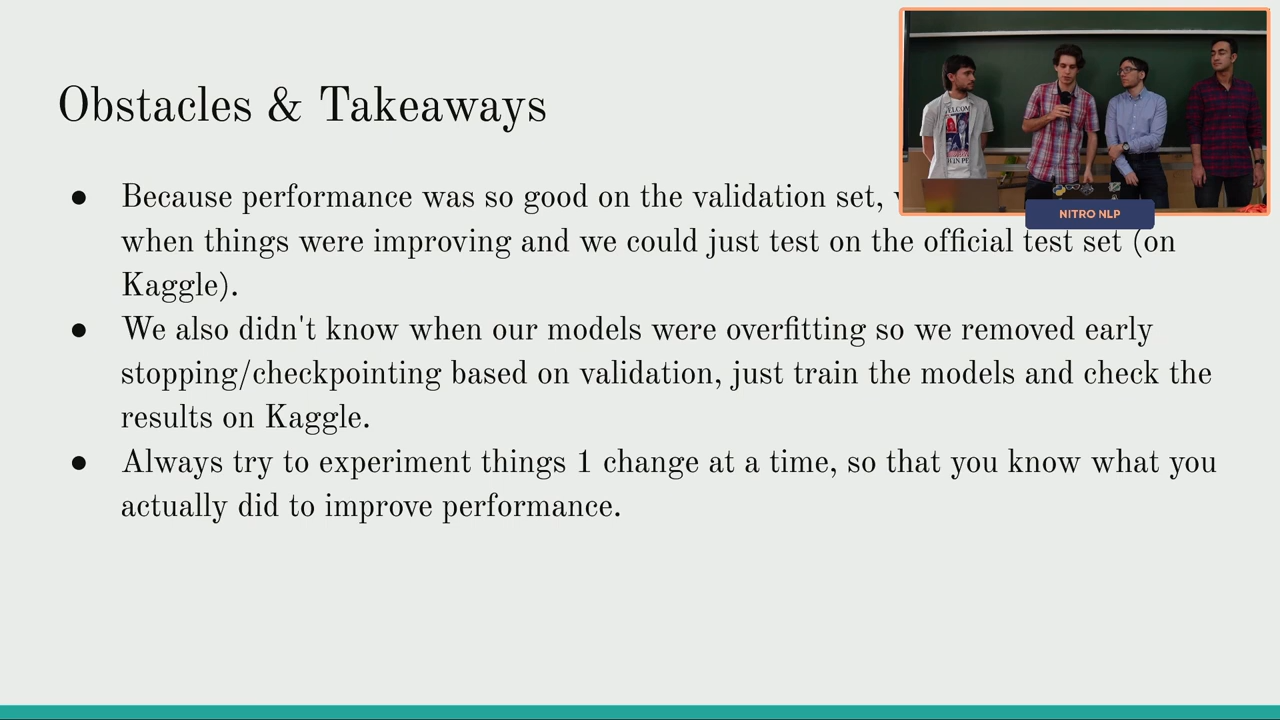 Obstacles & Takeaways
● Because performance was so good on the validation set,
when things were improving and we could just test on the official test set (on
Kaggle).
● We also didn't know when our models were overfitting so we removed early
stopping/checkpointing based on validation, just train the models and check the
results on Kaggle.
● Always try to experiment things 1 change at a time, so that you know what you
actually did to improve performance.
NITRO NLP